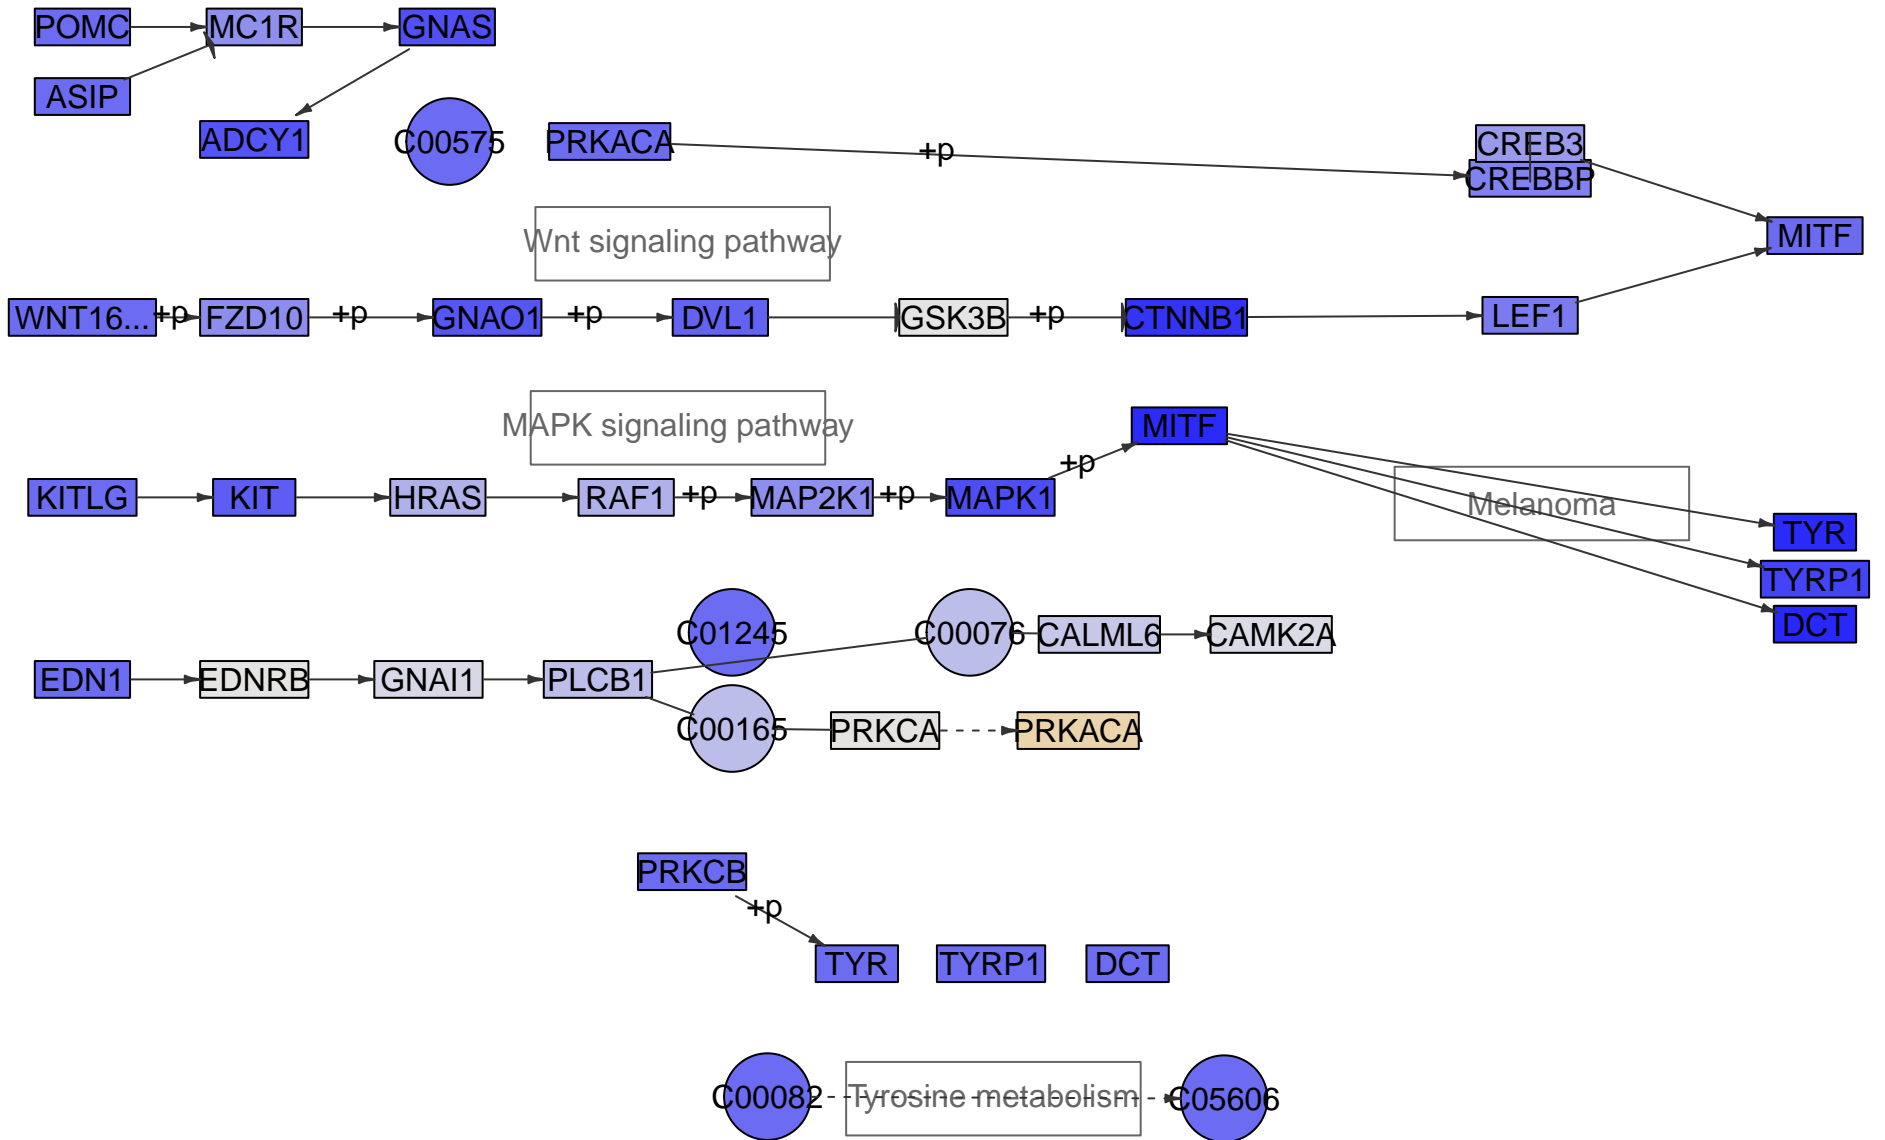 POMC
MC1R
GNAS
ASIP
ADCY1
C00575
PRKACA
+p
CREB3
CREBBP
Wnt signaling pathway
MITF
WNT16...
+p
FZD10
+p
GNAO1
+p
DVL1
GSK3B
+p
CTNNB1
LEF1
MAPK signaling pathway
MITF
+p
KITLG
KIT
HRAS
RAF1
+p
MAP2K1
+p
MAPK1
Melanoma
TYR
TYRP1
DCT
C01245
C00076
CALML6
CAMK2A
EDN1
EDNRB
GNAI1
PLCB1
C00165
PRKCA
PRKACA
PRKCB
+p
TYR
TYRP1
DCT
C00082
Tyrosine metabolism
C05606